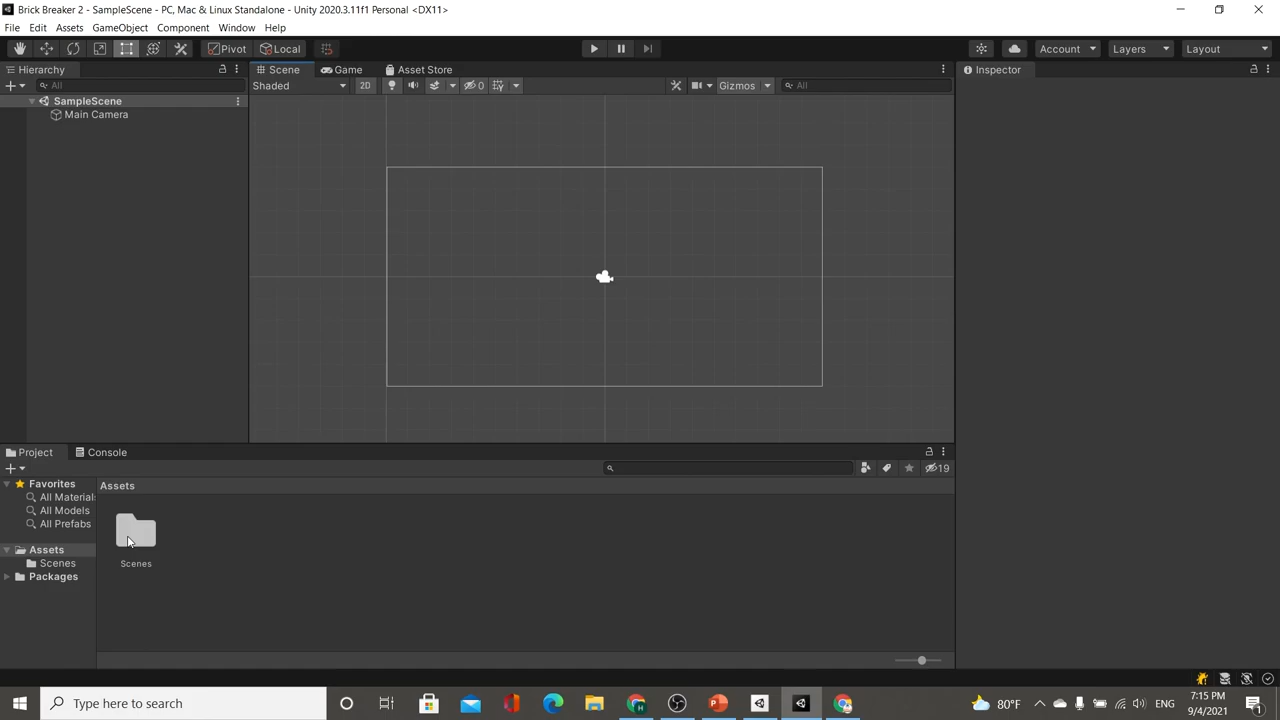 Brick Breaker 2 - SampleScene - PC, Mac & Linux Standalone - Unity 2020.3.11f1 Personal <DX11>
File Edit Assets GameObject Component Window Help
Pivot Local Account Layers Layout
Hierarchy Scene Game Asset Store Inspector
All Shaded 2D 0 Gizmos All
SampleScene
Main Camera
Project Console
19
Favorites Assets
All Materials
All Models
All Prefabs
Assets
Scenes Scenes
Packages
Type here to search 80°F ENG 7:15 PM
9/4/2021 1